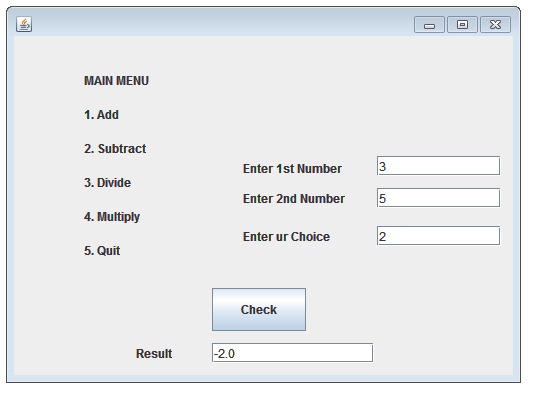 MAIN MENU
1. Add
2. Subtract
3. Divide
4. Multiply
5. Quit
Enter 1st Number 3
Enter 2nd Number 5
Enter ur Choice 2
Check
Result -2.0